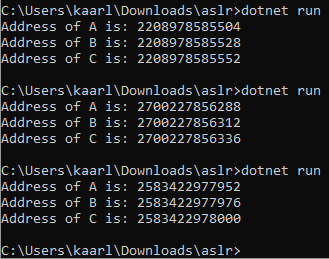 C:\Users\kaarl\Downloads\aslr>dotnet run
Address of A is: 2208978585504
Address of B is: 2208978585528
Address of C is: 2208978585552
C:\Users\kaarl\Downloads\aslr>dotnet run
Address of A is: 2700227856288
Address of B is: 2700227856312
Address of C is: 2700227856336
C:\Users\kaarl\Downloads\aslr>dotnet run
Address of A is: 2583422977952
Address of B is: 2583422977976
Address of C is: 2583422978000
C:\Users\kaarl\Downloads\aslr>